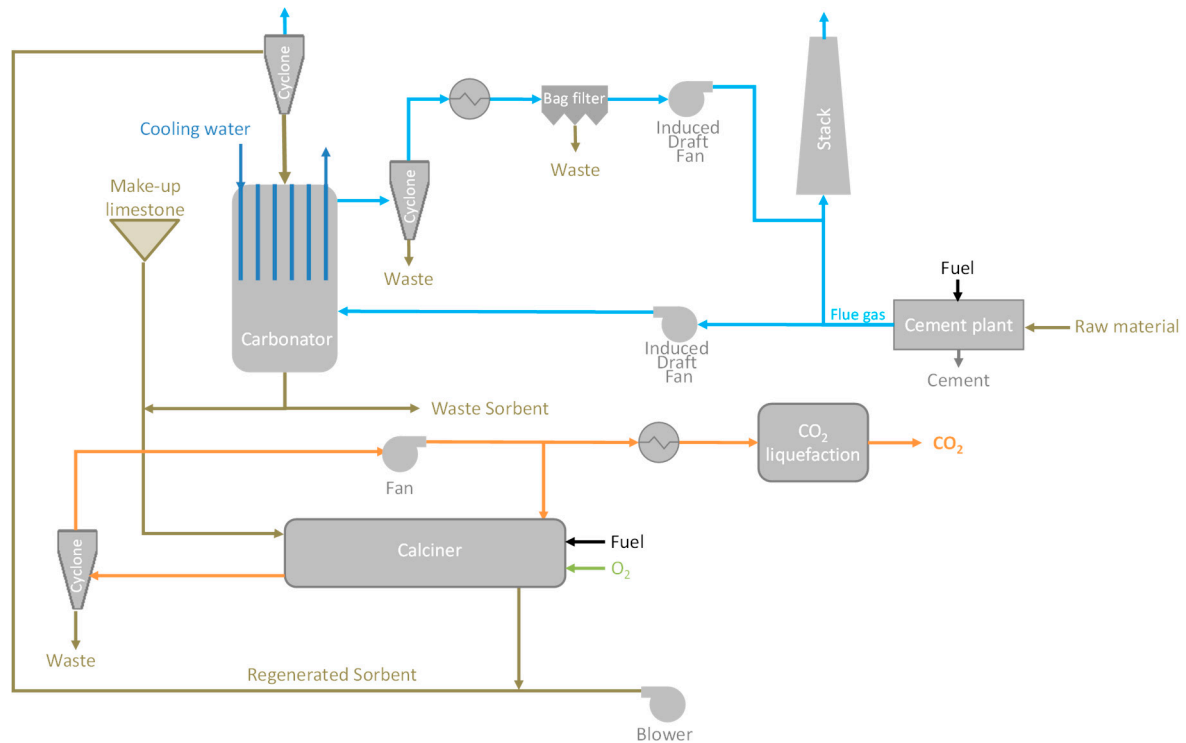 Cyclone
Cooling water
Make-up
limestone
Carbonator
Cyclone
Waste
Bag filter
Waste
Induced
Draft
Fan
Stack
Fuel
Flue gas
Cement plant
Raw material
Cement
Induced
Draft
Fan
Waste Sorbent
CO₂
liquefaction
CO₂
Fan
Cyclone
Waste
Calciner
Fuel
O₂
Regenerated Sorbent
Blower